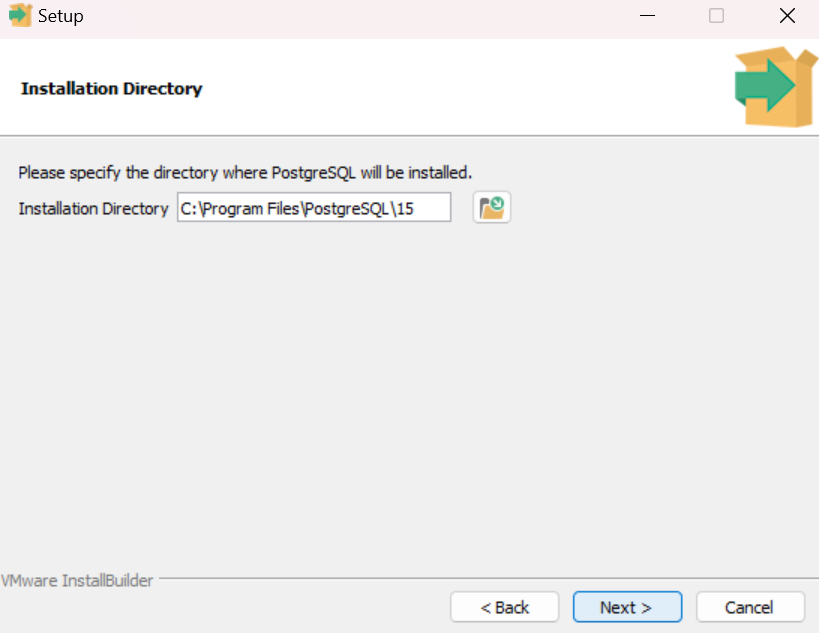 Setup
Installation Directory
Please specify the directory where PostgreSQL will be installed.
Installation Directory C:\Program Files\PostgreSQL\15
VMware InstallBuilder
< Back Next > Cancel